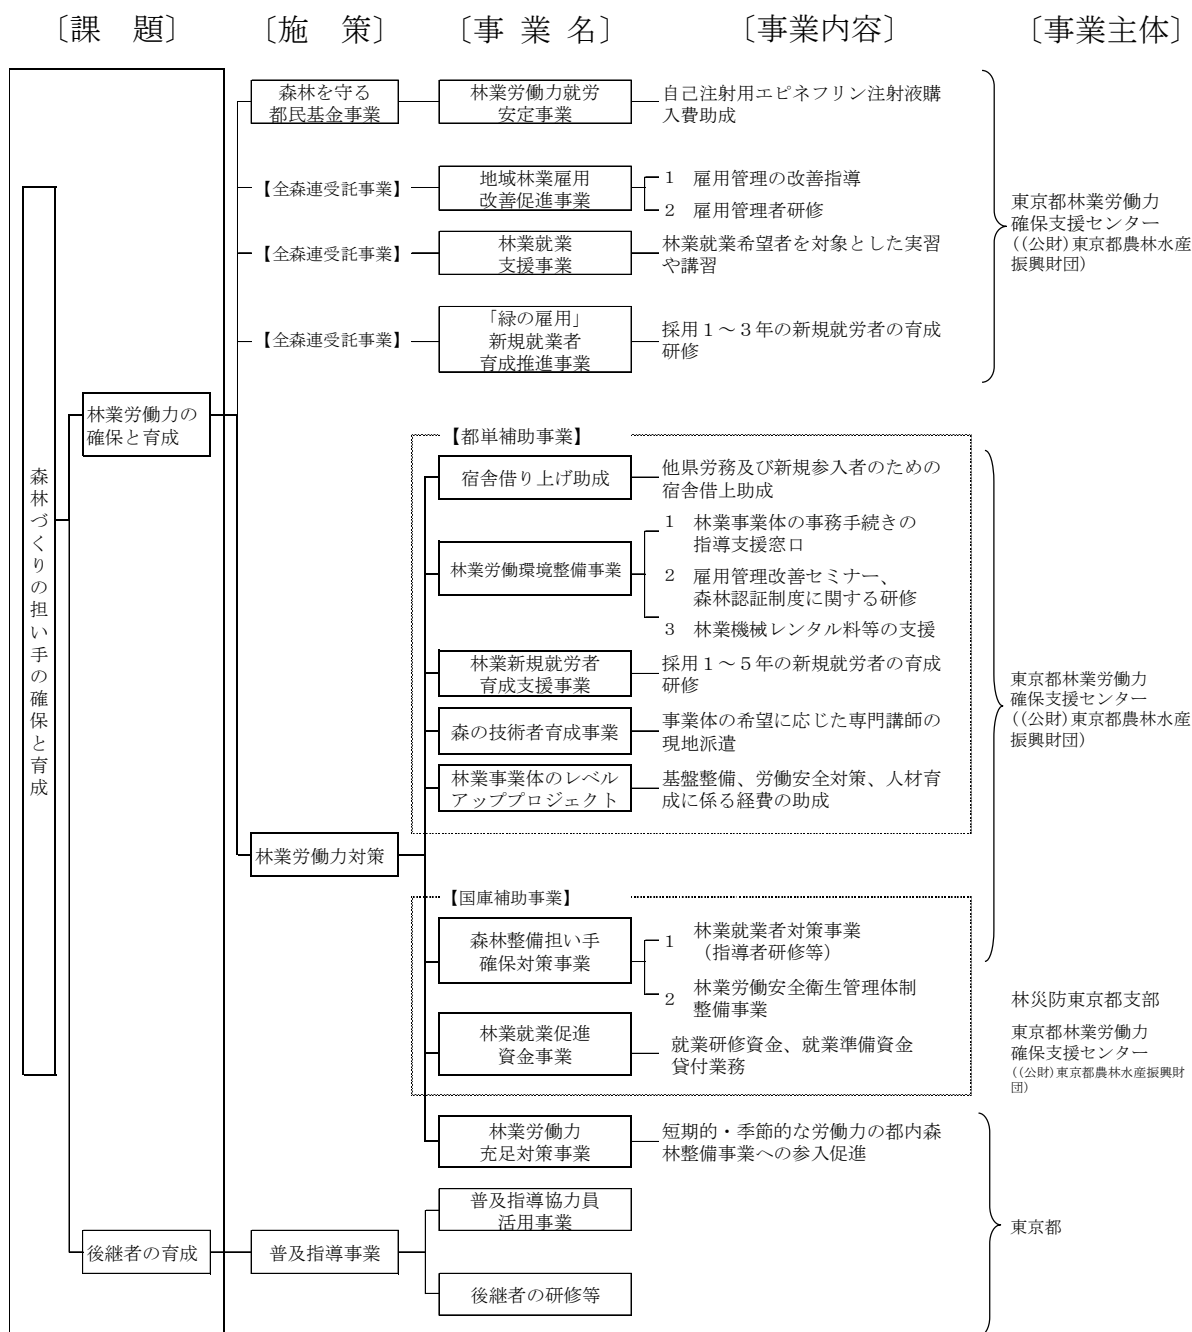 〔課　題〕
〔施　策〕
〔事 業 名〕
〔事業内容〕
〔事業主体〕
森林づくりの担い手の確保と育成
林業労働力の
確保と育成
森林を守る
都民基金事業
林業労働力就労
安定事業
自己注射用エピネフリン注射液購
入費助成
【全森連受託事業】
地域林業雇用
改善促進事業
1　雇用管理の改善指導
2　雇用管理者研修
【全森連受託事業】
林業就業
支援事業
林業就業希望者を対象とした実習
や講習
【全森連受託事業】
「緑の雇用」
新規就業者
育成推進事業
採用１～３年の新規就労者の育成
研修
東京都林業労働力
確保支援センター
((公財)東京都農林水産
振興財団)
林業労働力対策
【都単補助事業】
宿舎借り上げ助成
他県労務及び新規参入者のための
宿舎借上助成
林業労働環境整備事業
1　林業事業体の事務手続きの
指導支援窓口
2　雇用管理改善セミナー、
森林認証制度に関する研修
3　林業機械レンタル料等の支援
林業新規就労者
育成支援事業
採用１～５年の新規就労者の育成
研修
森の技術者育成事業
事業体の希望に応じた専門講師の
現地派遣
林業事業体のレベル
アッププロジェクト
基盤整備、労働安全対策、人材育
成に係る経費の助成
東京都林業労働力
確保支援センター
((公財)東京都農林水産
振興財団)
【国庫補助事業】
森林整備担い手
確保対策事業
1　林業就業者対策事業
（指導者研修等）
2　林業労働安全衛生管理体制
整備事業
林災防東京都支部
林業就業促進
資金事業
就業研修資金、就業準備資金
貸付業務
東京都林業労働力
確保支援センター
((公財)東京都農林水産振興財
団)
林業労働力
充足対策事業
短期的・季節的な労働力の都内森
林整備事業への参入促進
後継者の育成
普及指導事業
普及指導協力員
活用事業
後継者の研修等
東京都